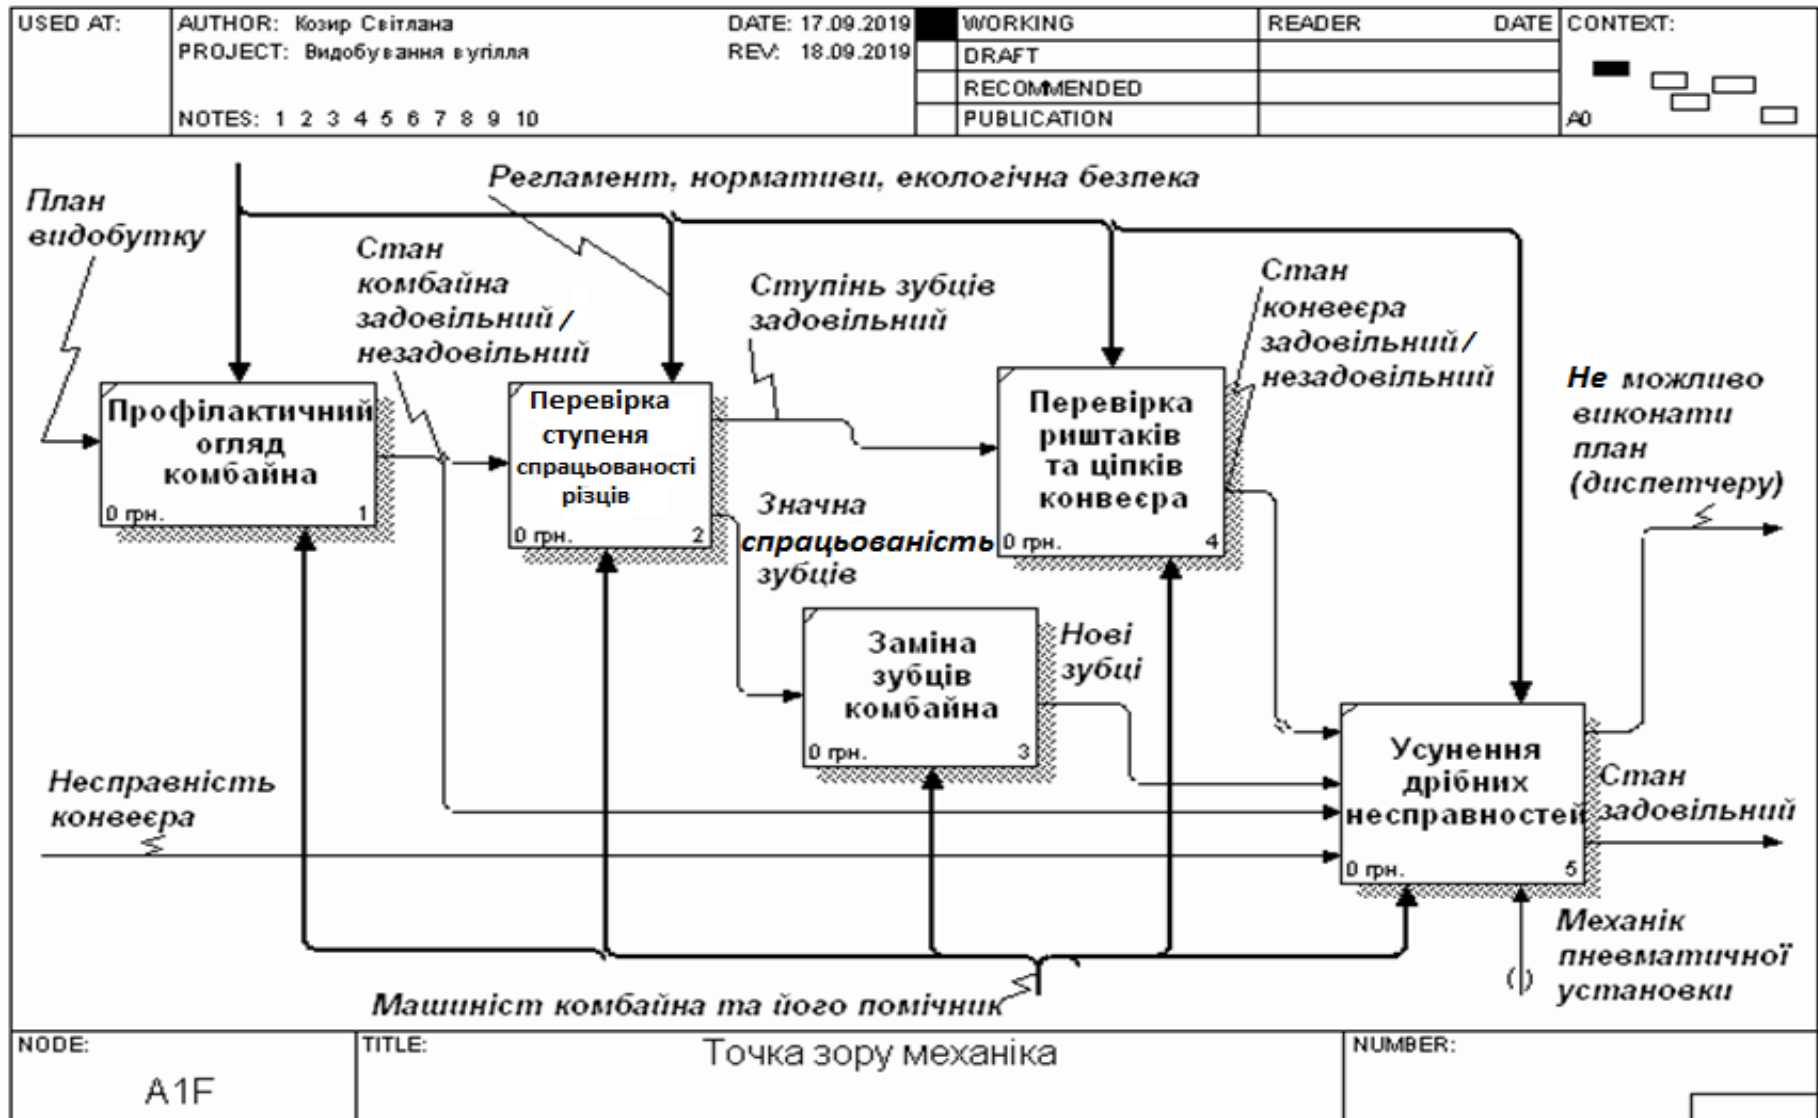 USED AT:
AUTHOR: Козир Світлана
DATE: 17.09.2019
PROJECT: Видобування вугілля
REV: 18.09.2019
NOTES: 1 2 3 4 5 6 7 8 9 10
WORKING
DRAFT
RECOMMENDED
PUBLICATION
READER
DATE
CONTEXT:
A0
План
видобутку
Регламент, нормативи, екологічна безпека
Стан
комбайна
задовільний /
незадовільний
Ступінь зубців
задовільний
Стан
конвеєра
задовільний /
незадовільний
Не можливо
виконати
план
(диспетчеру)
Профілактичний
огляд
комбайна
0 грн.
1
Перевірка
ступеня
спрацьованості
різців
0 грн.
2
Значна
спрацьованість
зубців
Перевірка
риштаків
та ціпків
конвеєра
0 грн.
4
Заміна
зубців
комбайна
0 грн.
3
Нові
зубці
Несправність
конвеєра
Усунення
дрібних
несправностей
0 грн.
5
Стан
задовільний
Механік
пневматичної
установки
Машиніст комбайна та його помічник
NODE:
A1F
TITLE:
Точка зору механіка
NUMBER: